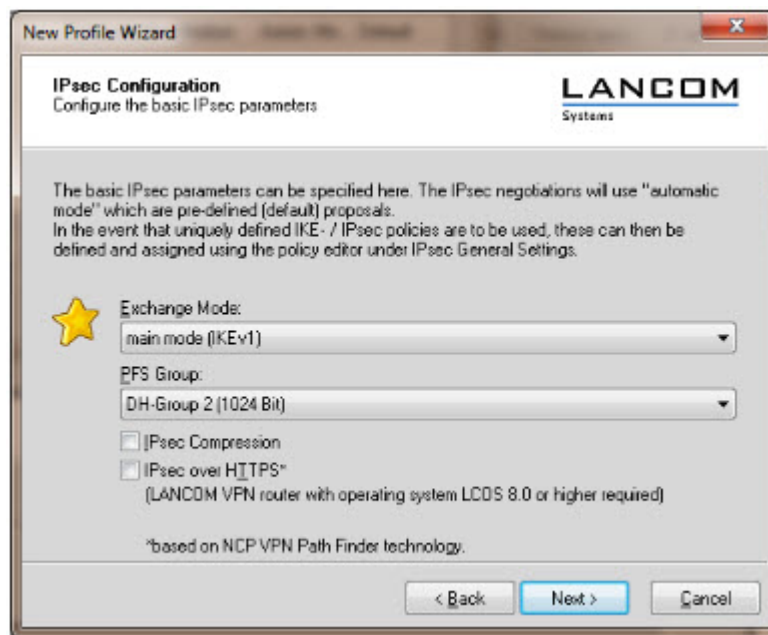 New Profile Wizard
IPsec Configuration
Configure the basic IPsec parameters
LANCOM
Systems
The basic IPsec parameters can be specified here. The IPsec negotiations will use "automatic
mode" which are pre-defined (default) proposals.
In the event that uniquely defined IKE- / IPsec policies are to be used, these can then be
defined and assigned using the policy editor under IPsec General Settings.
Exchange Mode:
main mode (IKEv1)
PFS Group:
DH-Group 2 (1024 Bit)
IPsec Compression
IPsec over HTTPS*
(LANCOM VPN router with operating system LCOS 8.0 or higher required)
*based on NCP VPN Path Finder technology.
< Back
Next >
Cancel